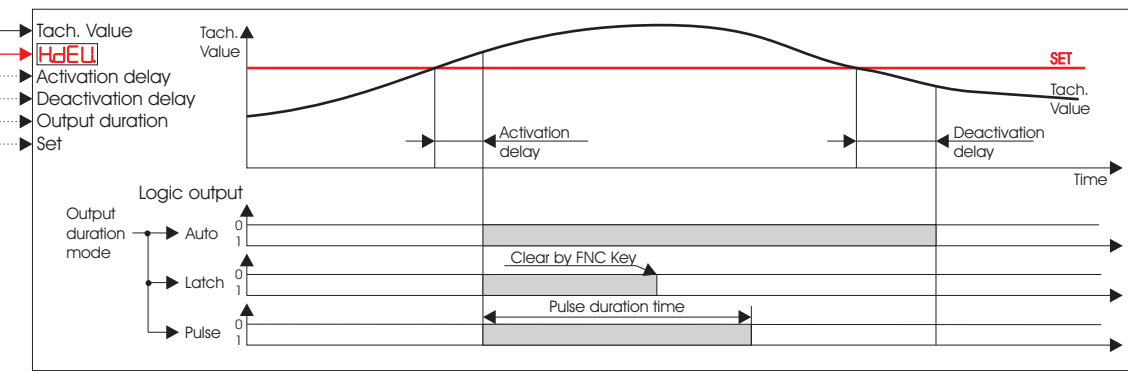 Tach. Value
H.dEU.
Activation delay
Deactivation delay
Output duration
Set
Tach.
Value
SET
Tach.
Value
Activation
delay
Deactivation
delay
Time
Logic output
Output
duration
mode
Auto
0
1
Latch
0
1
Clear by FNC Key
Pulse
0
1
Pulse duration time